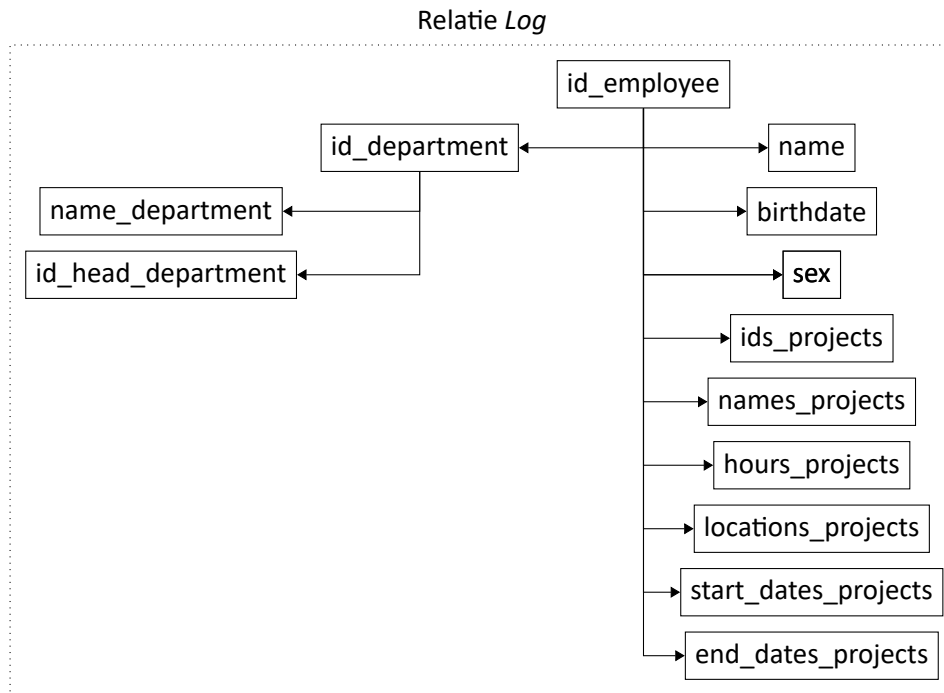 Relatie Log
id_employee
id_department
name
name_department
birthdate
id_head_department
sex
ids_projects
names_projects
hours_projects
locations_projects
start_dates_projects
end_dates_projects